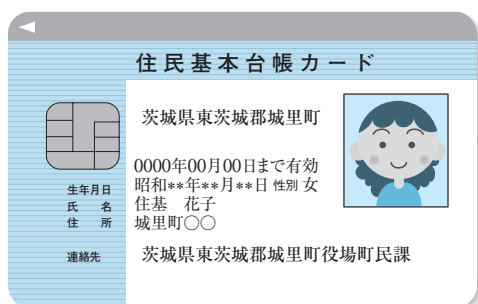 住民基本台帳カード
茨城県東茨城郡城里町
0000年00月00日まで有効
生年月日 昭和**年**月**日 性別 女
氏　名 住基　花子
住　所 城里町○○
連絡先 茨城県東茨城郡城里町役場町民課